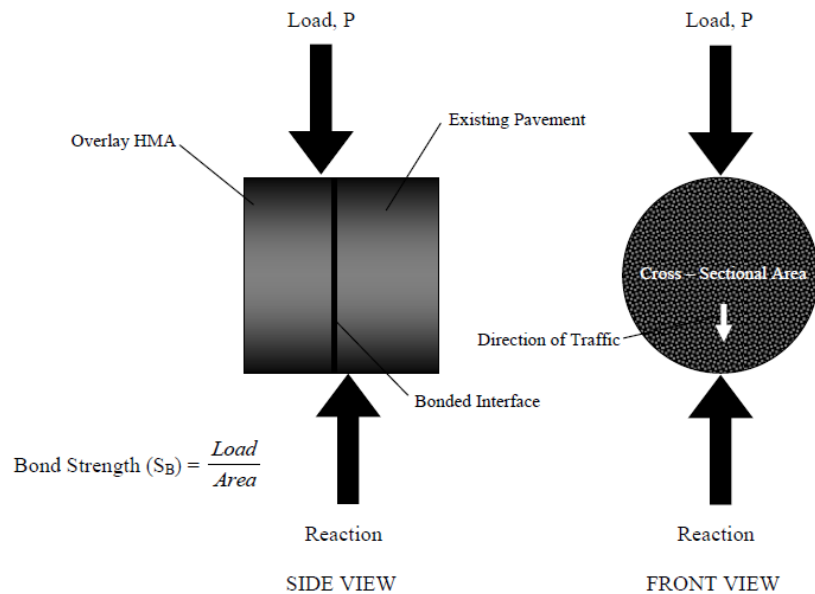 Load, P
Load, P
Overlay HMA
Existing Pavement
Cross – Sectional Area
Direction of Traffic
Bonded Interface
Bond Strength (SB) = Load
Area
Reaction
Reaction
SIDE VIEW
FRONT VIEW